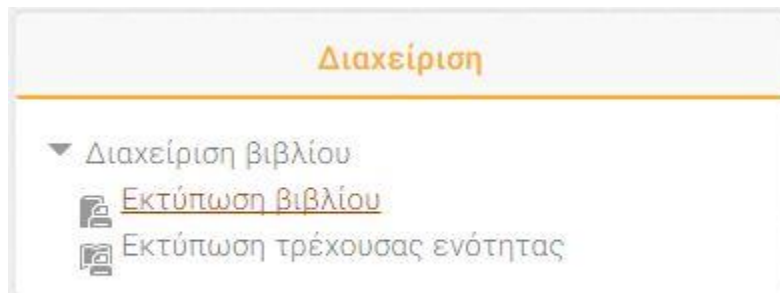 Διαχείριση
Διαχείριση βιβλίου
Εκτύπωση βιβλίου
Εκτύπωση τρέχουσας ενότητας